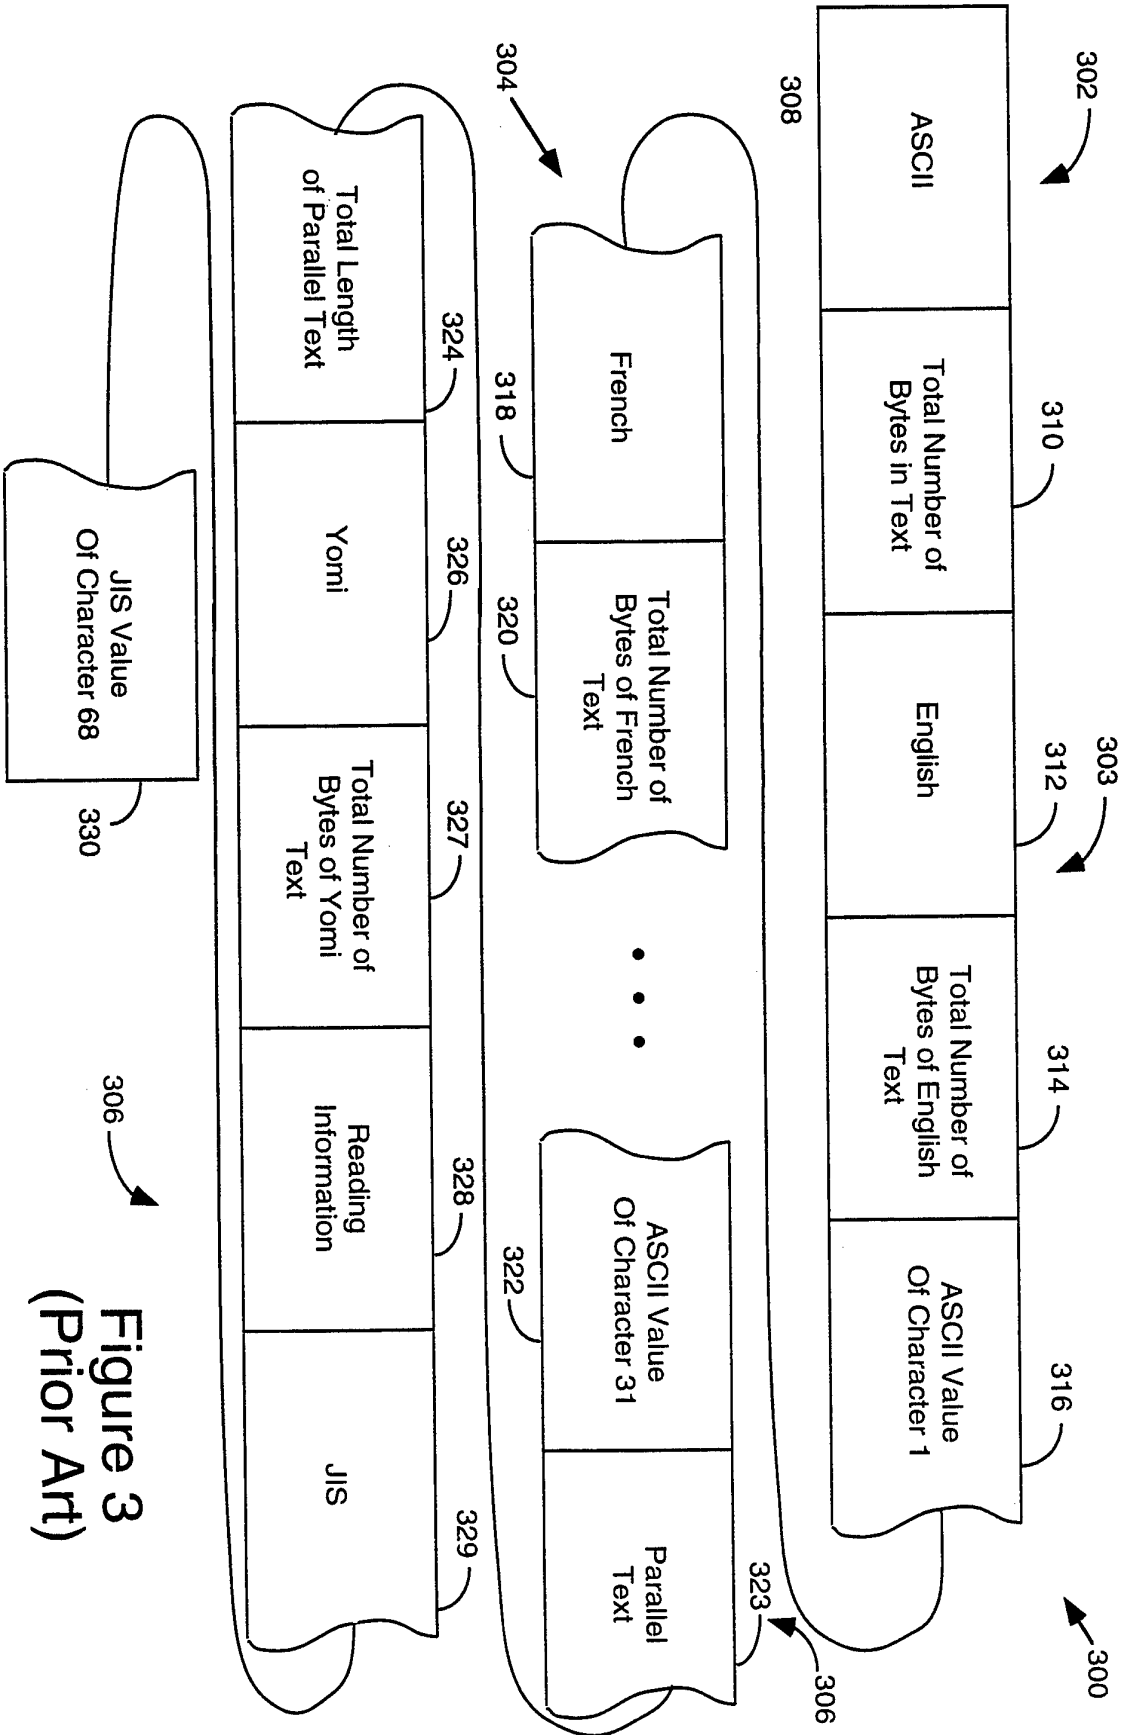 300
302
303
310
312
314
316
ASCII
Total Number of
Bytes in Text
English
Total Number of
Bytes of English
Text
ASCII Value
Of Character 1
308
304
323
306
French
Total Number of
Bytes of French
Text
ASCII Value
Of Character 31
Parallel
Text
318
320
322
324
326
327
328
329
Total Length
of Parallel Text
Yomi
Total Number of
Bytes of Yomi
Text
Reading
Information
JIS
JIS Value
Of Character 68
330
306
Figure 3
(Prior Art)